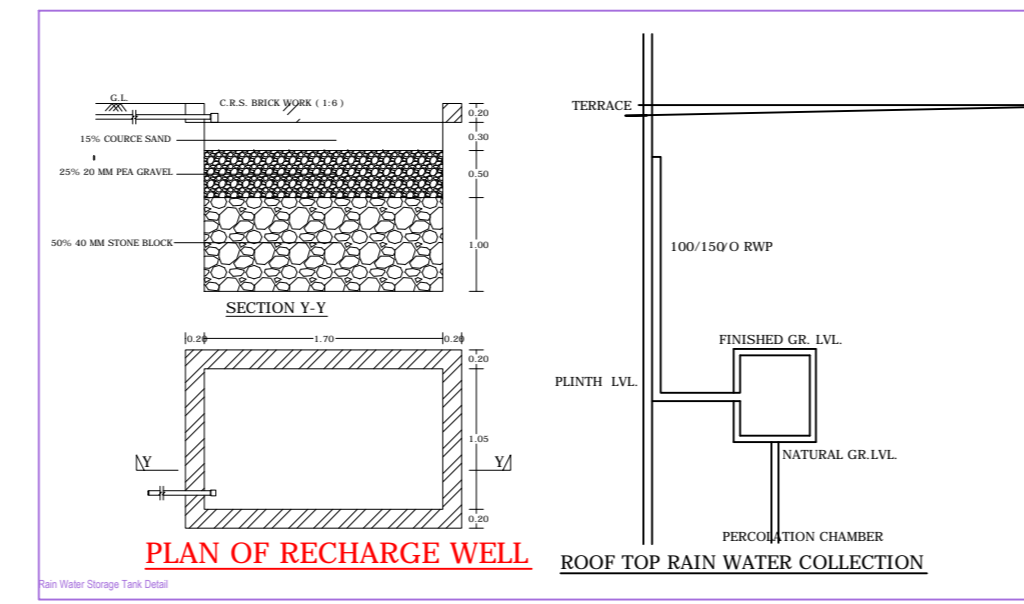 G.L.
C.R.S. BRICK WORK ( 1:6 )
0.20
15% COURCE SAND
0.30
25% 20 MM PEA GRAVEL
0.50
50% 40 MM STONE BLOCK
1.00
SECTION Y-Y
0.20
1.70
0.20
0.20
1.05
Y
Y
0.20
PLAN OF RECHARGE WELL
Rain Water Storage Tank Detail
TERRACE
100/150/O RWP
FINISHED GR. LVL.
PLINTH LVL.
NATURAL GR.LVL.
PERCOLATION CHAMBER
ROOF TOP RAIN WATER COLLECTION